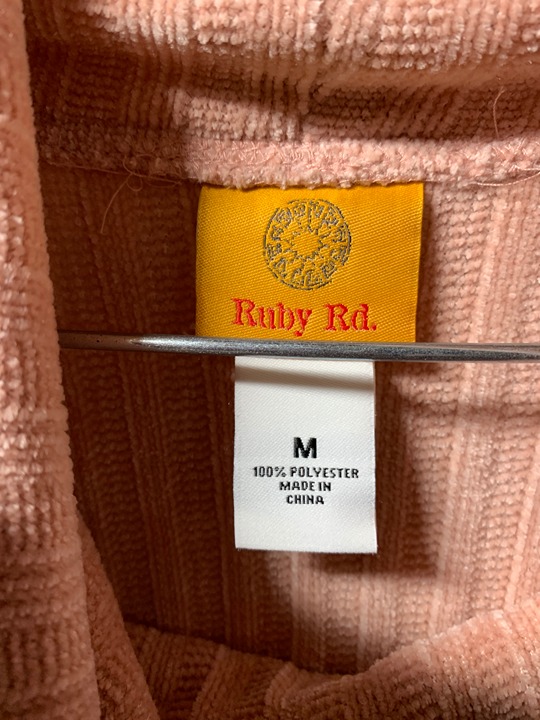 Ruby Rd.
M
100% POLYESTER
MADE IN
CHINA